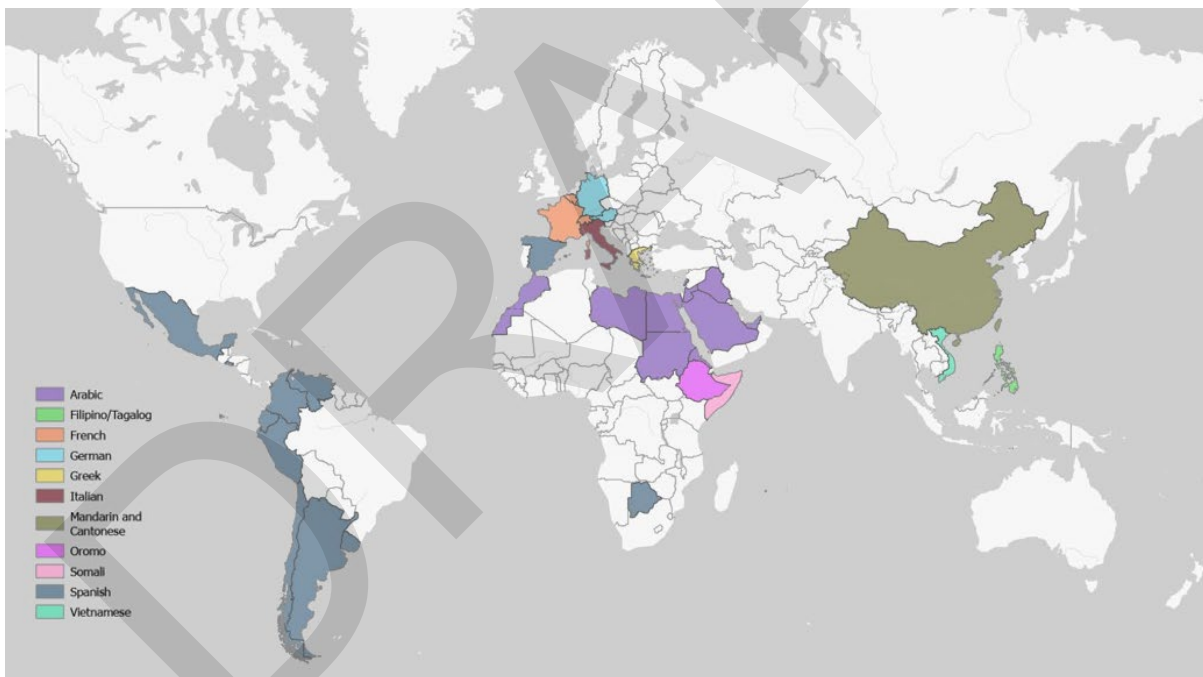 DRAFT
Arabic
Filipino/Tagalog
French
German
Greek
Italian
Mandarin and
Cantonese
Oromo
Somali
Spanish
Vietnamese